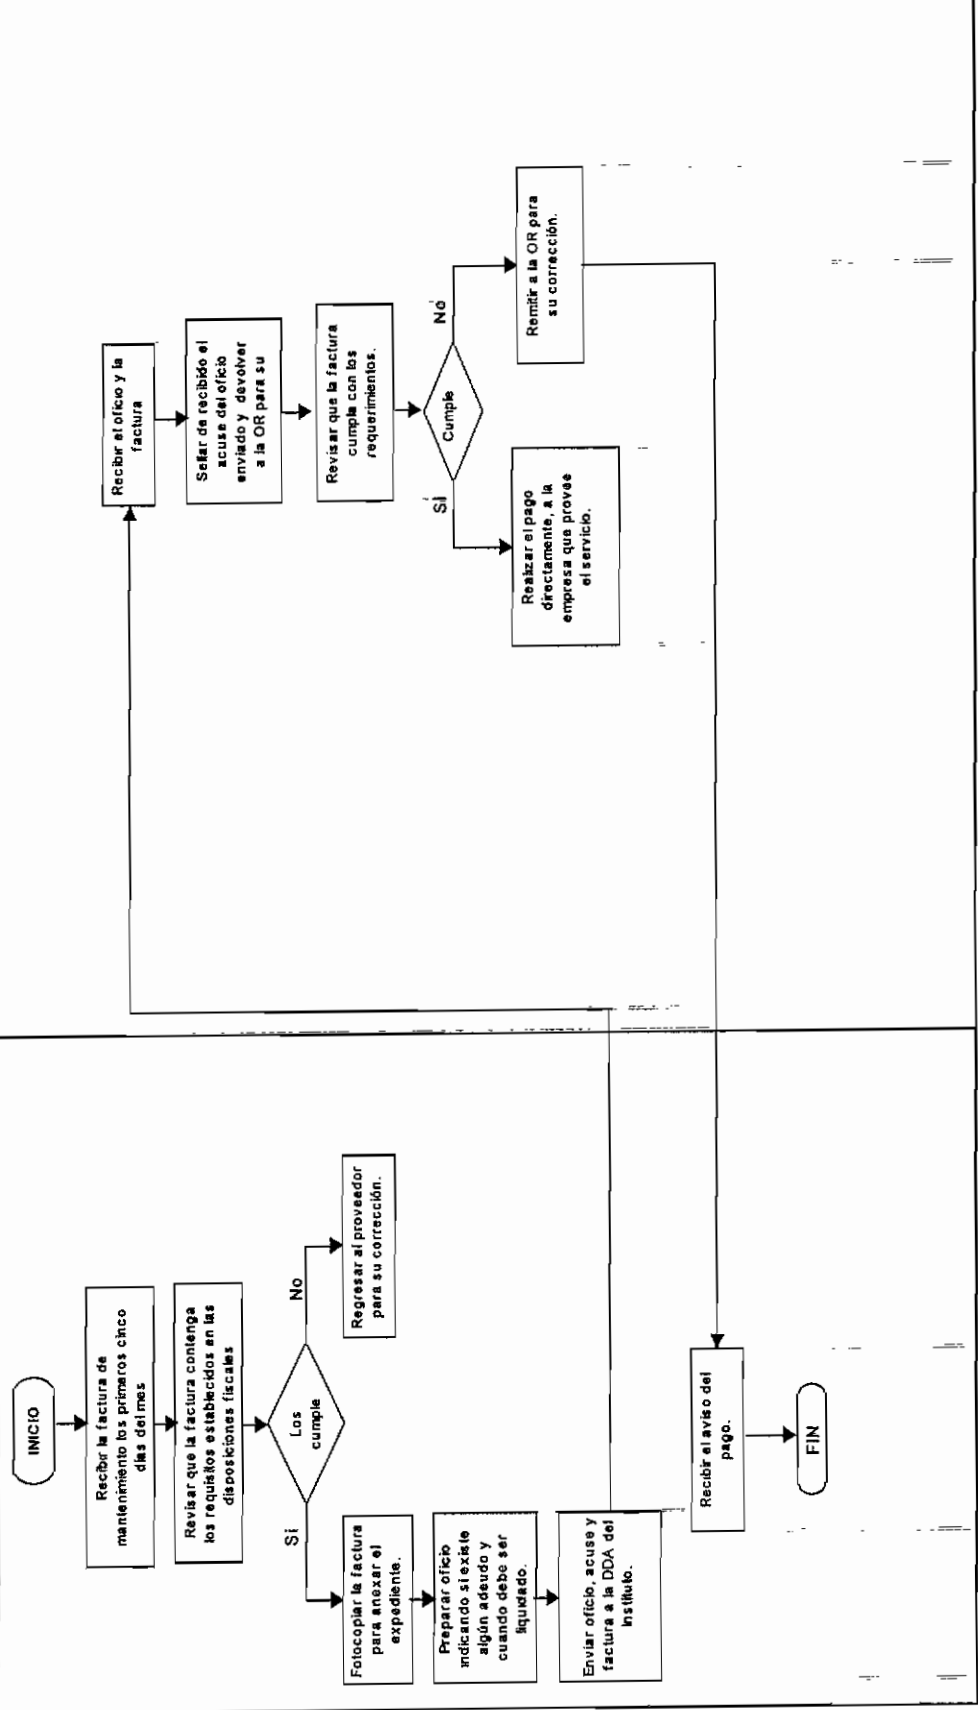 INICIO
Recibir la factura de
mantenimiento los primeros cinco
días del mes
Revisar que la factura contenga
los requisitos establecidos en las
disposiciones fiscales
Los
cumple
Sí
No
Fotocopiar la factura
para anexar el
expediente.
Regresar al proveedor
para su corrección.
Preparar oficio
indicando si existe
algún adeudo y
cuando debe ser
liquidado.
Enviar oficio, acuse y
factura a la DDA del
Instituto.
Recibir el aviso del
pago.
FIN
Recibir el oficio y la
factura
Sellar de recibido el
acuse del oficio
enviado y devolver
a la OR para su
Revisar que la factura
cumpla con los
requerimientos.
Cumple
Sí
No
Realizar el pago
directamente, a la
empresa que provee
el servicio.
Remitir a la OR para
su corrección.